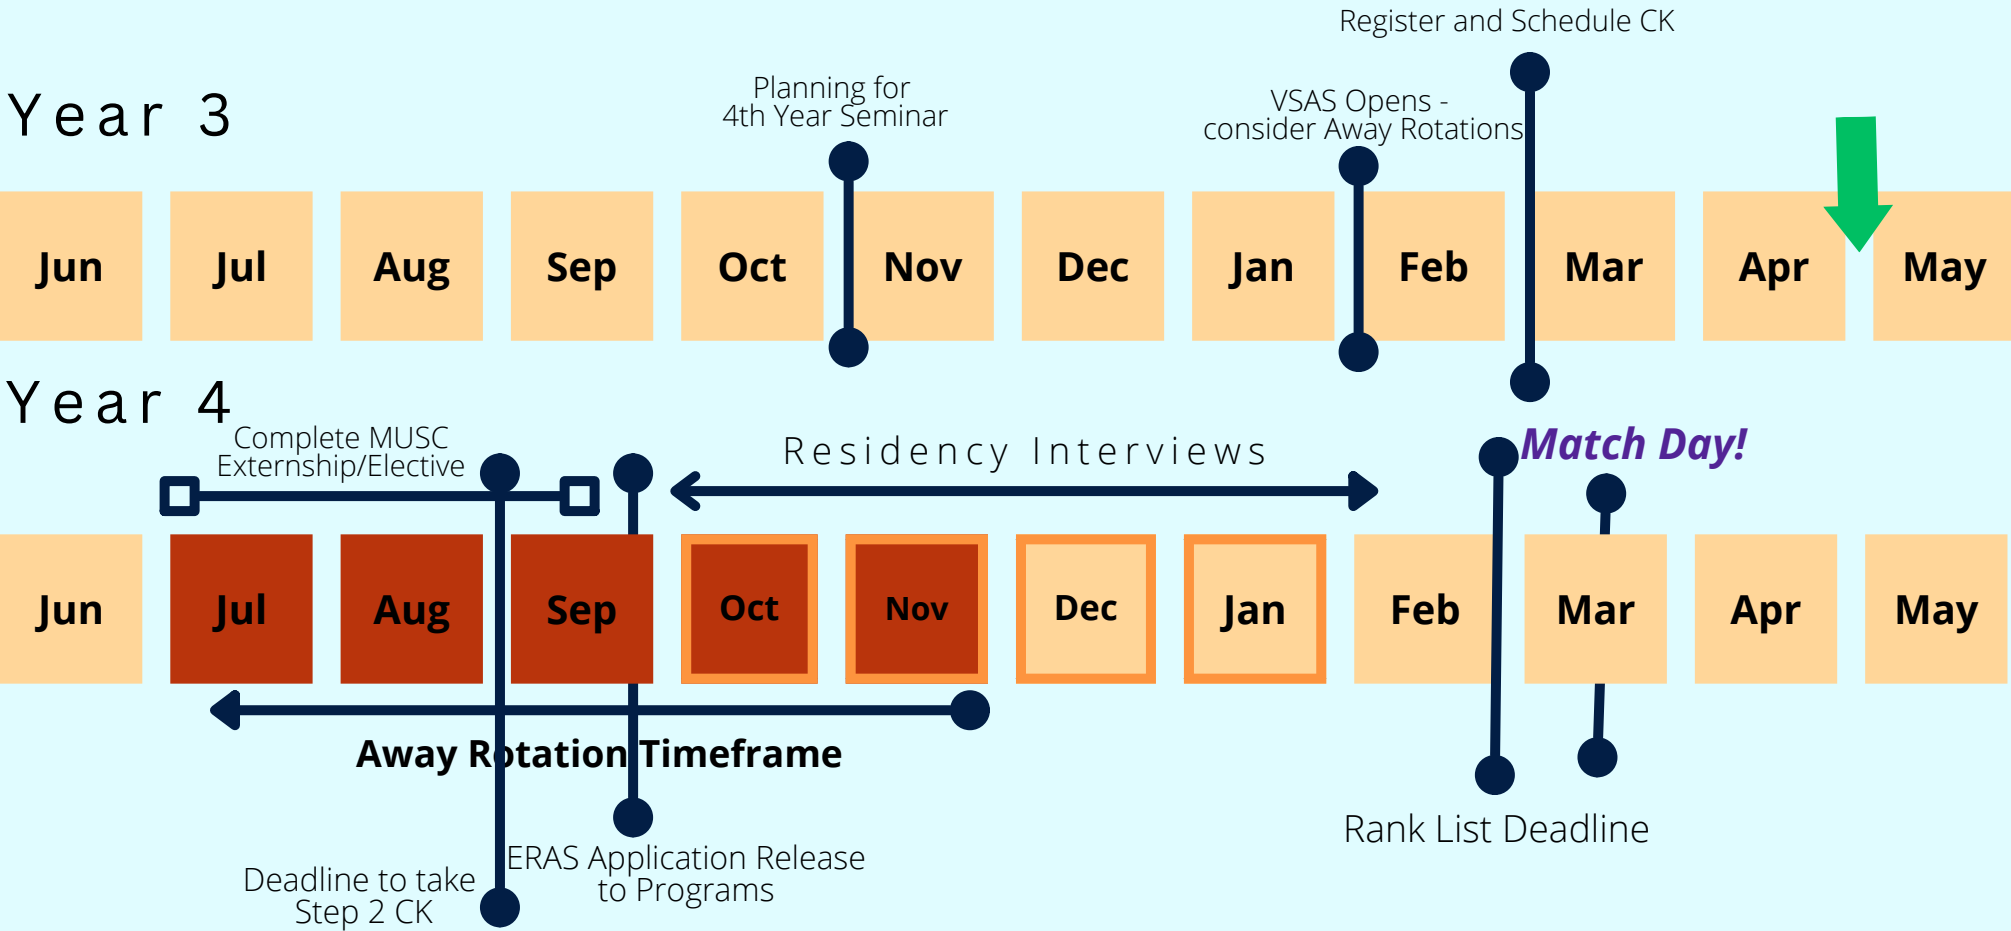 Register and Schedule CK
Planning for
4th Year Seminar
VSAS Opens -
consider Away Rotations
Year 3
Jun Jul Aug Sep Oct Nov Dec Jan Feb Mar Apr May
Year 4
Complete MUSC
Externship/Elective
Residency Interviews
Match Day!
Jun Jul Aug Sep Oct Nov Dec Jan Feb Mar Apr May
Away Rotation Timeframe
Rank List Deadline
ERAS Application Release
to Programs
Deadline to take
Step 2 CK